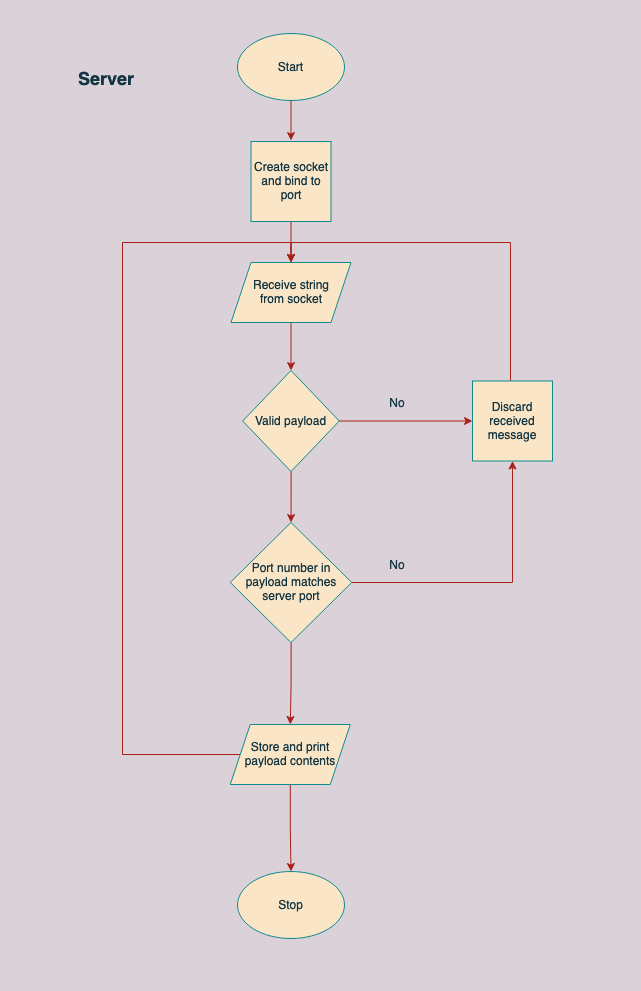 Start
Server
Create socket
and bind to
port
Receive string
from socket
Valid payload
No
Discard
received
message
Port number in
payload matches
server port
No
Store and print
payload contents
Stop